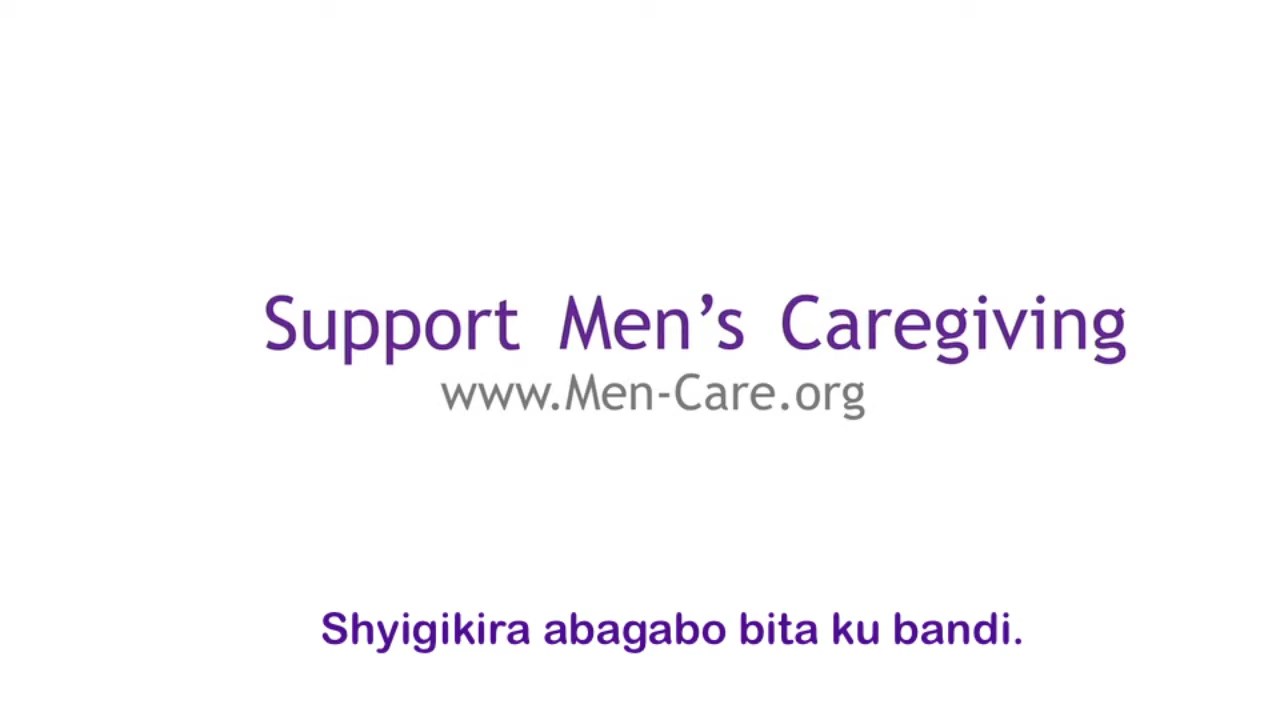 Support Men’s Caregiving
www.Men-Care.org
Shyigikira abagabo bita ku bandi.